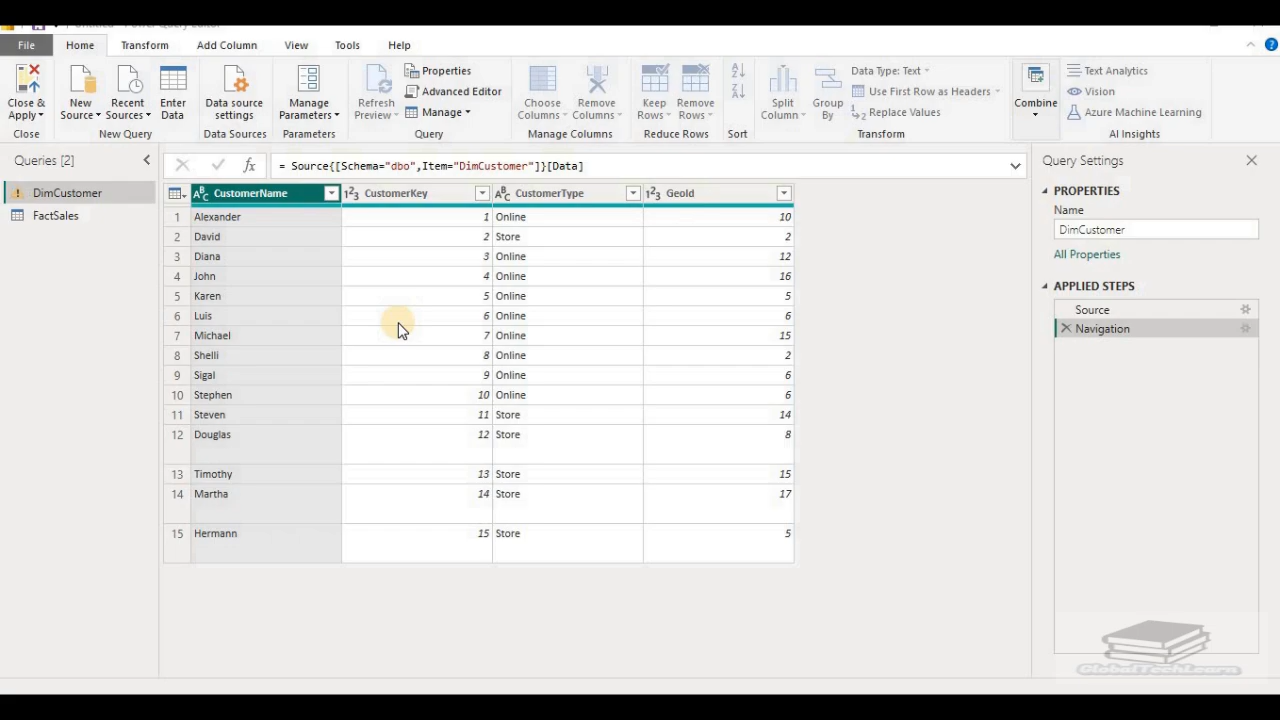 File Home Transform Add Column View Tools Help
Close & Apply
New Source
Recent Sources
Enter Data
Data source settings
Manage Parameters
Refresh Preview
Properties
Advanced Editor
Manage
Choose Columns
Remove Columns
Keep Rows
Remove Rows
Split Column
Group By
Data Type: Text
Use First Row as Headers
Replace Values
Combine
Text Analytics
Vision
Azure Machine Learning
Close New Query Data Sources Parameters Query Manage Columns Reduce Rows Sort Transform AI Insights
Queries [2]
DimCustomer
FactSales
fx = Source{[Schema="dbo",Item="DimCustomer"]}[Data]
ABC CustomerName 123 CustomerKey ABC CustomerType 123 GeoId
1 Alexander 1 Online 10
2 David 2 Store 2
3 Diana 3 Online 12
4 John 4 Online 16
5 Karen 5 Online 5
6 Luis 6 Online 6
7 Michael 7 Online 15
8 Shelli 8 Online 2
9 Sigal 9 Online 6
10 Stephen 10 Online 6
11 Steven 11 Store 14
12 Douglas 12 Store 8
13 Timothy 13 Store 15
14 Martha 14 Store 17
15 Hermann 15 Store 5
Query Settings
PROPERTIES
Name
DimCustomer
All Properties
APPLIED STEPS
Source
Navigation
GlobalTechLearn